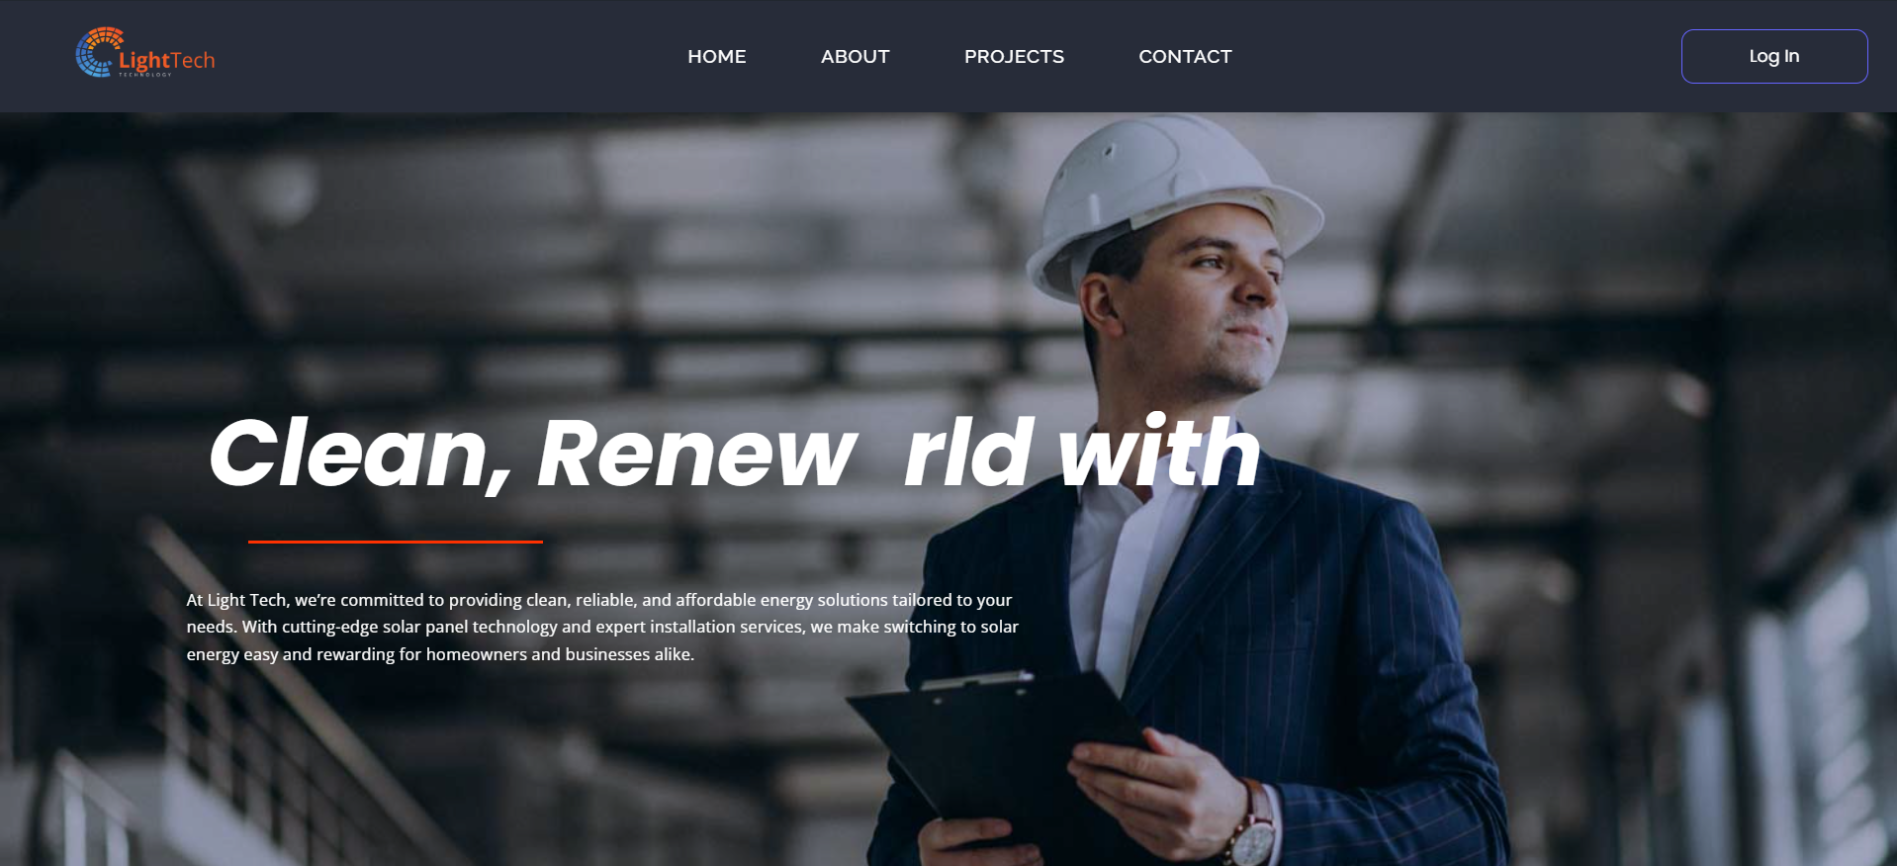 LightTech
TECHNOLOGY
HOME ABOUT PROJECTS CONTACT
Log In
Clean, Renew rld with
At Light Tech, we’re committed to providing clean, reliable, and affordable energy solutions tailored to your
needs. With cutting-edge solar panel technology and expert installation services, we make switching to solar
energy easy and rewarding for homeowners and businesses alike.